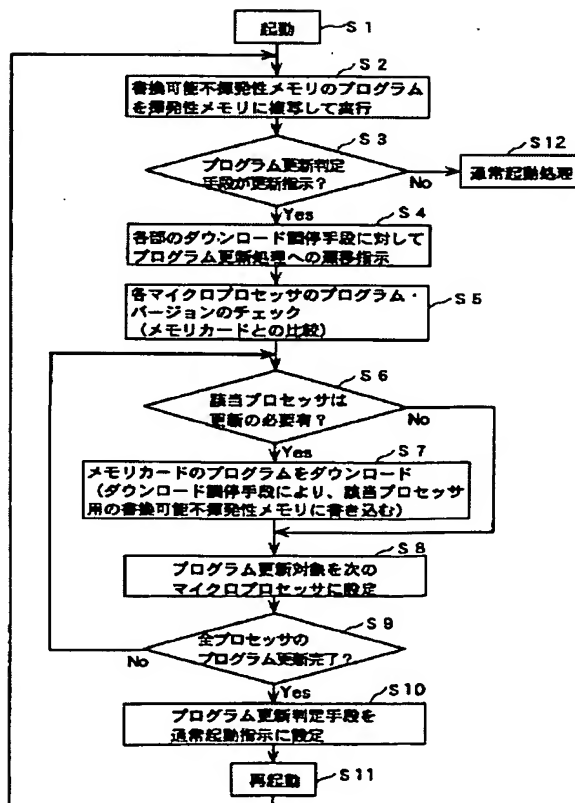 起動
S1
S2
書換可能不揮発性メモリのプログラム
を揮発性メモリに複写して実行
S3
プログラム更新判定
手段が更新指示?
No
S12
通常起動処理
Yes
S4
各部のダウンロード調停手段に対して
プログラム更新処理への遷移指示
S5
各マイクロプロセッサのプログラム・
バージョンのチェック
(メモリカードとの比較)
S6
該当プロセッサは
更新の必要有?
No
Yes
S7
メモリカードのプログラムをダウンロード
(ダウンロード調停手段により、該当プロセッサ
用の書換可能不揮発性メモリに書き込む)
S8
プログラム更新対象を次の
マイクロプロセッサに設定
S9
全プロセッサの
プログラム更新完了?
No
Yes
S10
プログラム更新判定手段を
通常起動指示に設定
再起動
S11